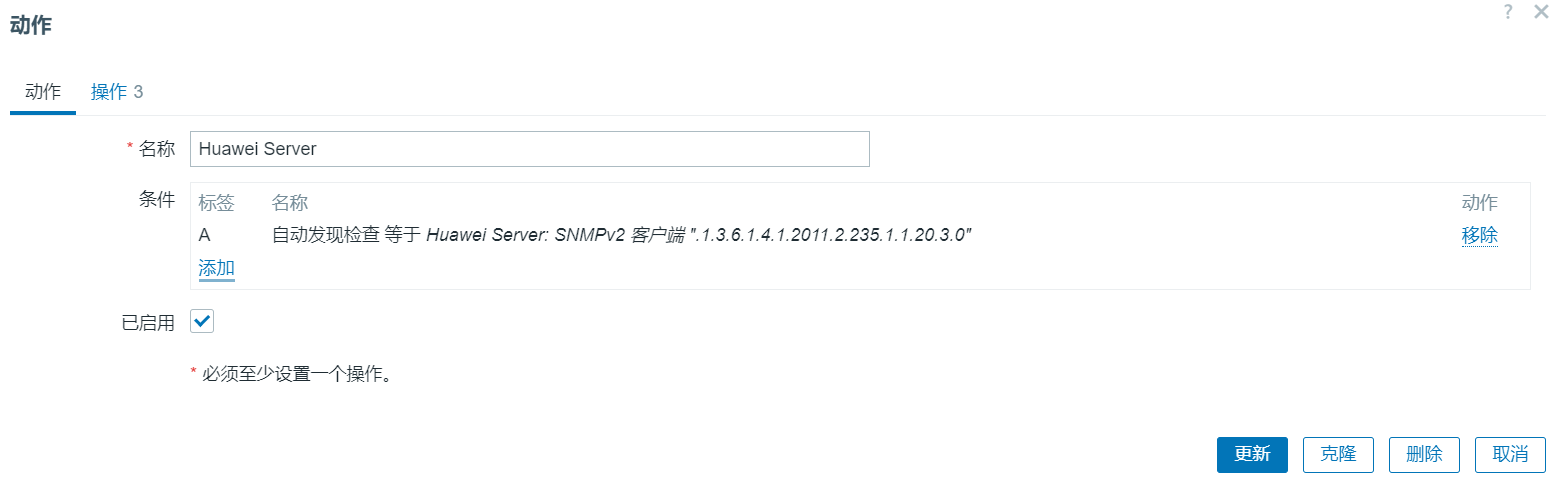 动作
? ×
动作 操作 3
* 名称 Huawei Server
条件 标签 名称 动作
A 自动发现检查 等于 Huawei Server: SNMPv2 客户端 ".1.3.6.1.4.1.2011.2.235.1.1.20.3.0" 移除
添加
已启用
* 必须至少设置一个操作。
更新 克隆 删除 取消